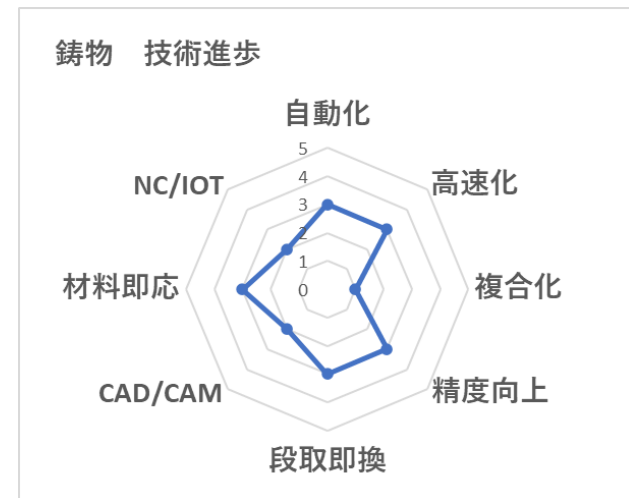 鋳物　技術進歩
自動化
5
4
3
2
1
0
高速化
複合化
精度向上
段取即換
CAD/CAM
材料即応
NC/IOT